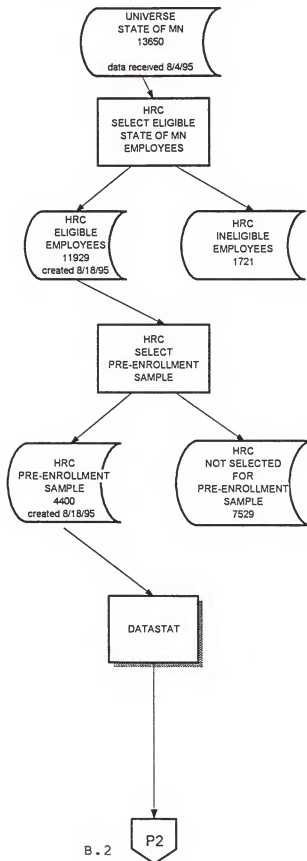 UNIVERSE
STATE OF MN
13650
data received 8/4/95
HRC
SELECT ELIGIBLE
STATE OF MN
EMPLOYEES
HRC
ELIGIBLE
EMPLOYEES
11929
created 8/18/95
HRC
INELIGIBLE
EMPLOYEES
1721
HRC
SELECT
PRE-ENROLLMENT
SAMPLE
HRC
PRE-ENROLLMENT
SAMPLE
4400
created 8/18/95
HRC
NOT SELECTED
FOR
PRE-ENROLLMENT
SAMPLE
7529
DATASTAT
P2
B.2